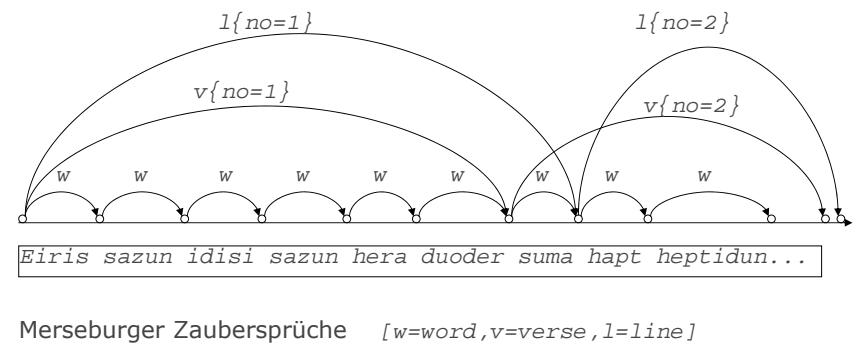 l{no=1} l{no=2}
v{no=1} v{no=2}
w w w w w w w w w
Eiris sazun idisi sazun hera duoder suma hapt heptidun...
Merseburger Zaubersprüche [w=word,v=verse,l=line]